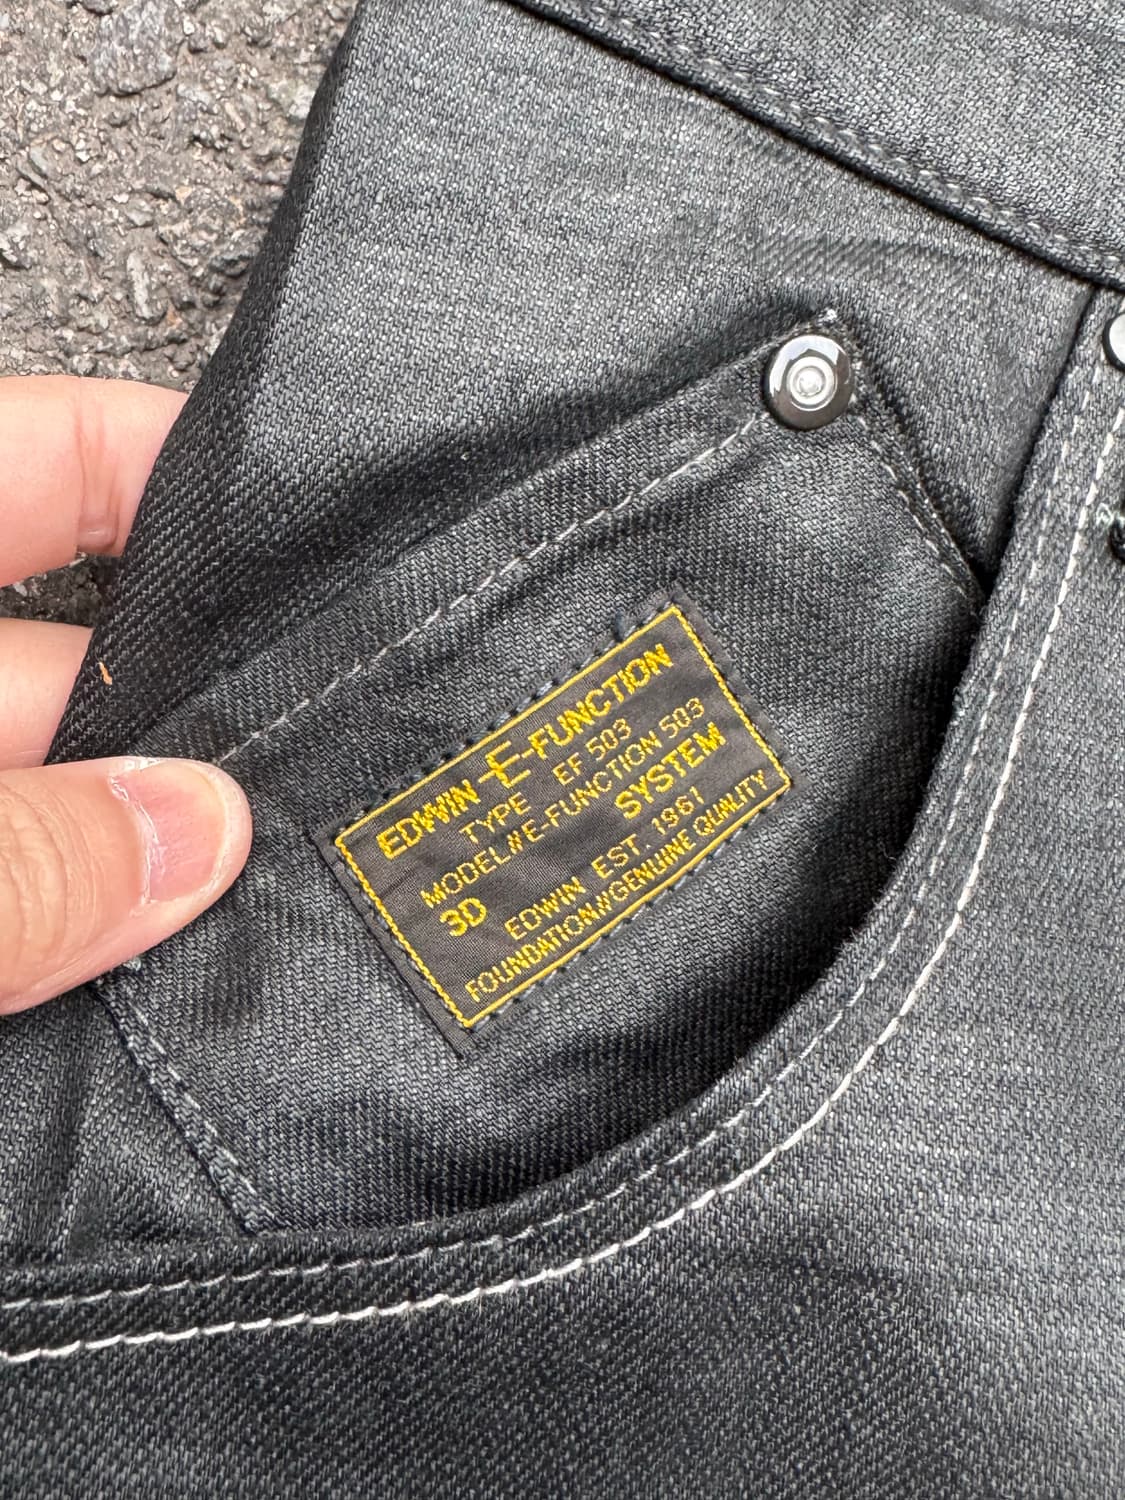 EDWIN-E-FUNCTION
TYPE EF 503
MODEL//E-FUNCTION 503
3D SYSTEM
EDWIN EST. 1961
FOUNDATION//GENUINE QUALITY